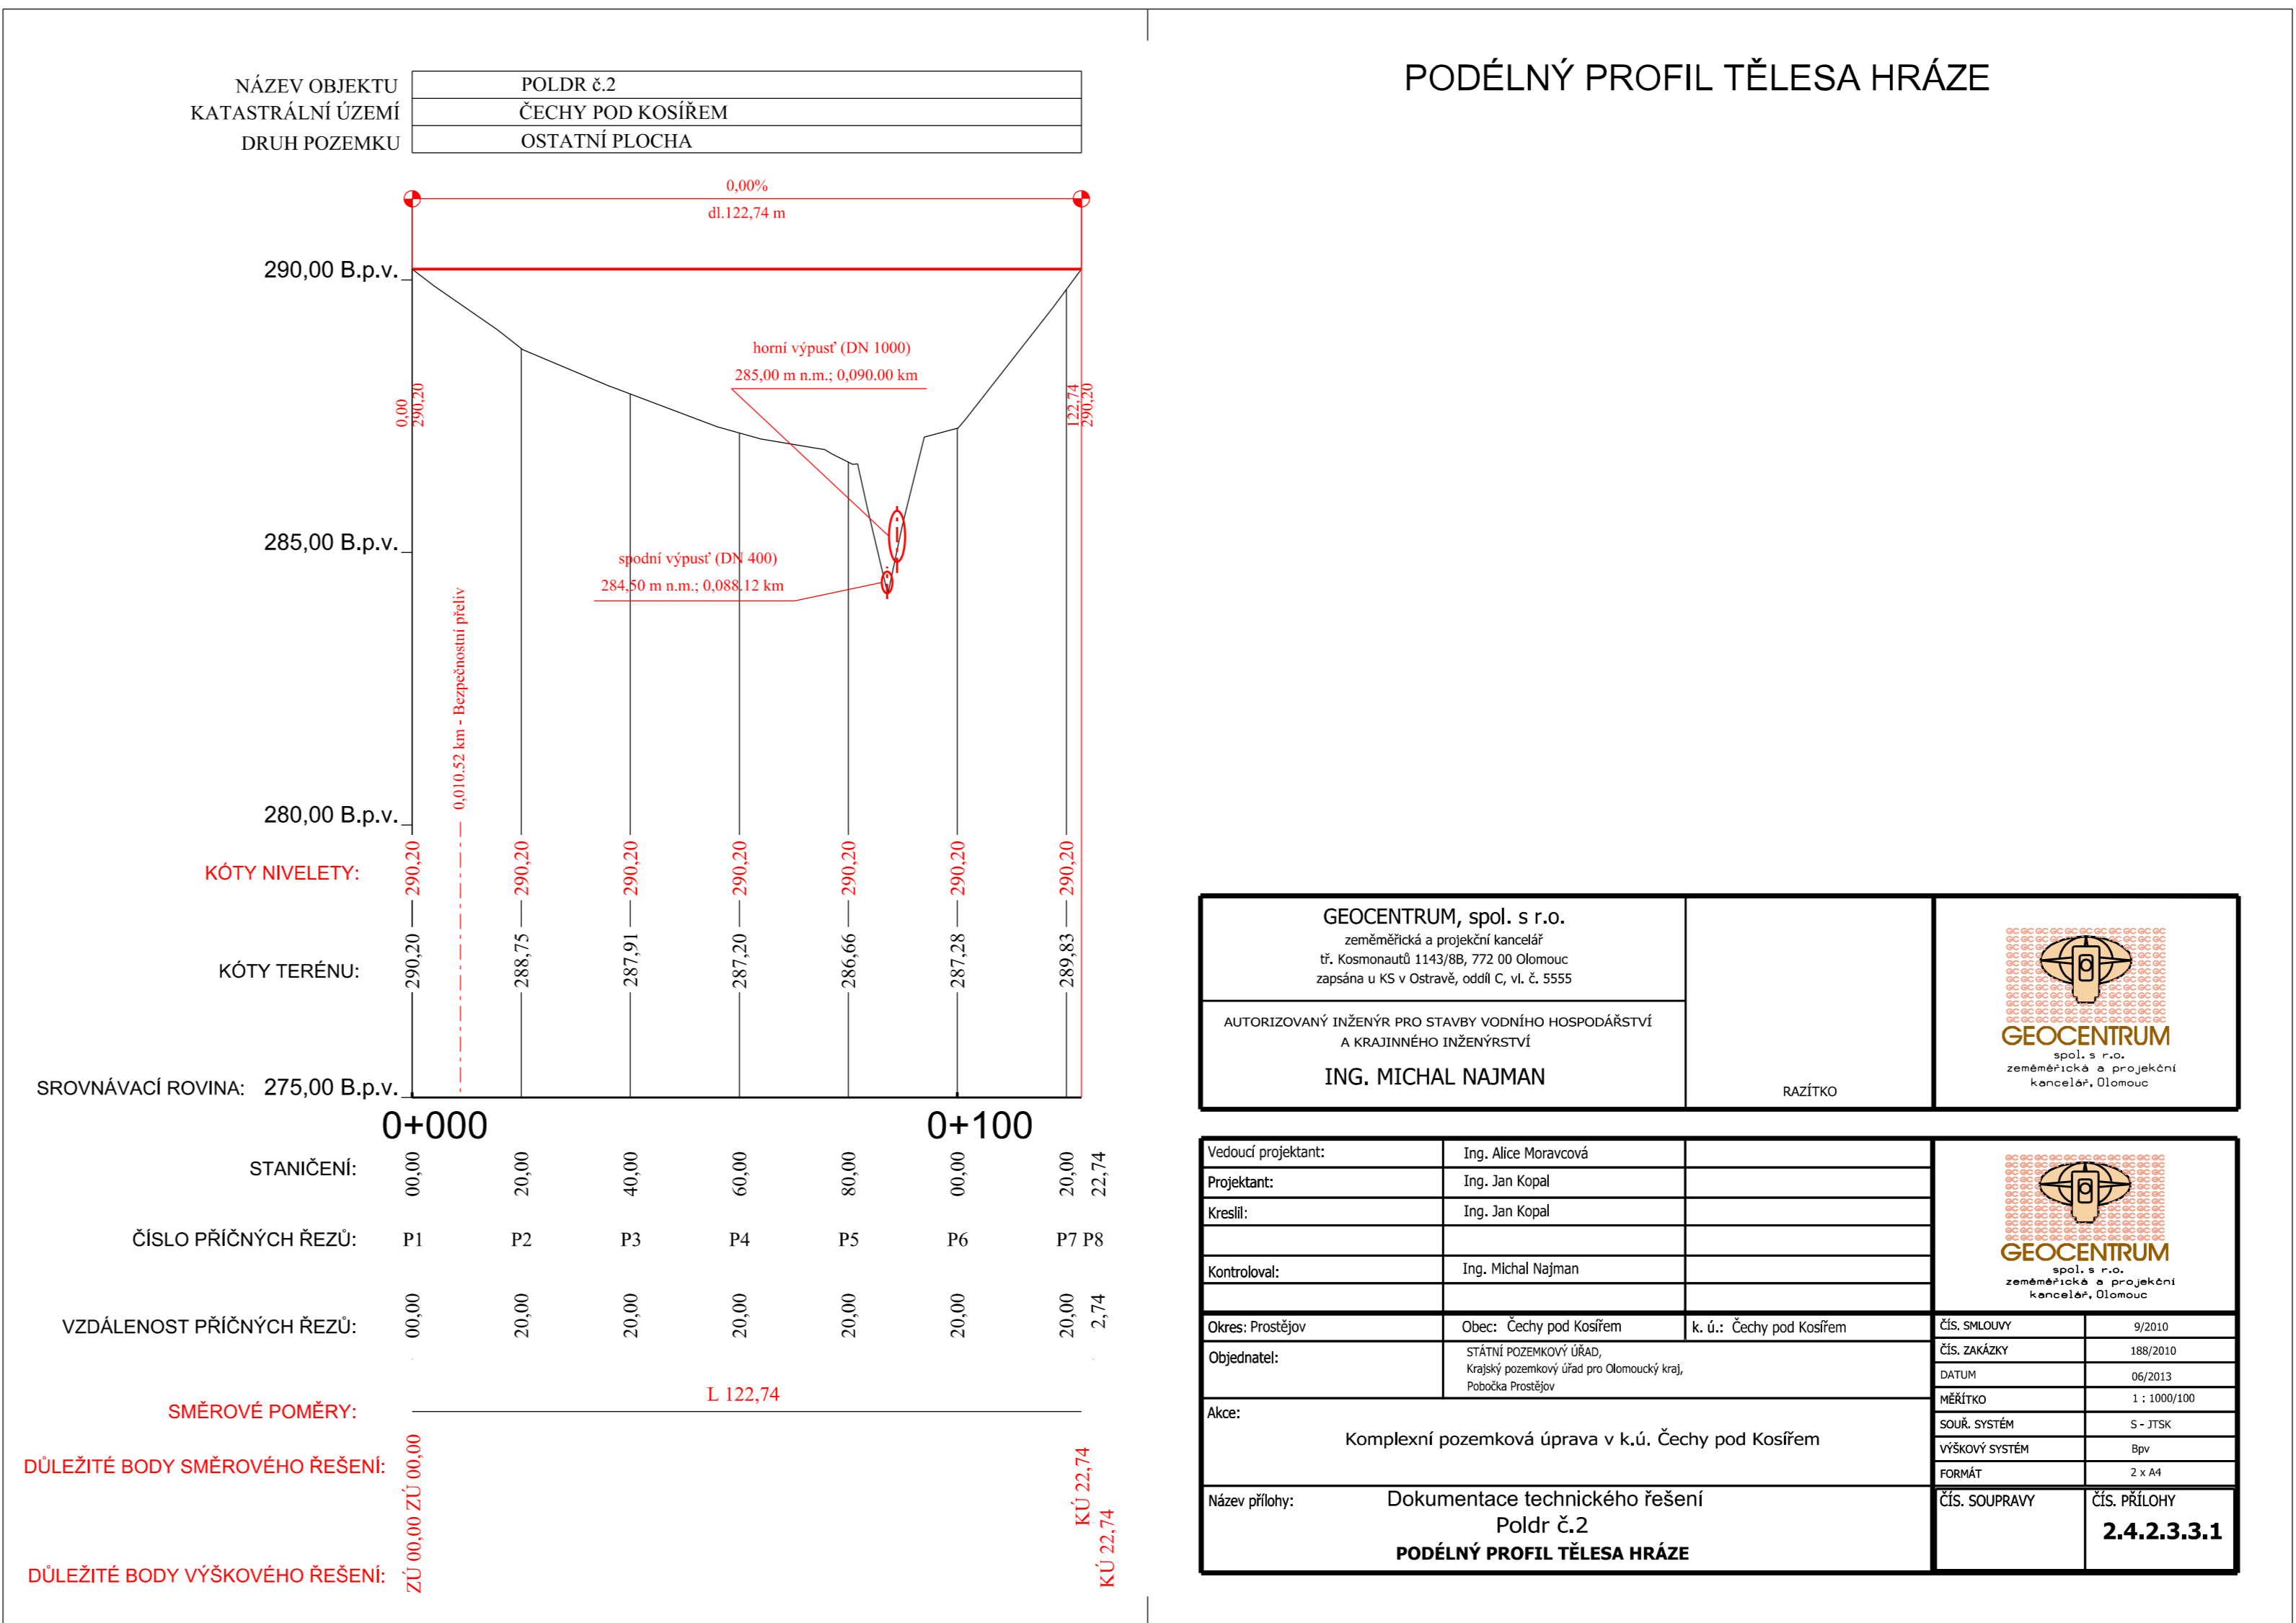 PODÉLNÝ PROFIL TĚLESA HRÁZE
NÁZEV OBJEKTU POLDR č.2
KATASTRÁLNÍ ÚZEMÍ ČECHY POD KOSÍŘEM
DRUH POZEMKU OSTATNÍ PLOCHA
0,00%
dl.122,74 m
290,00 B.p.v.
horní výpusť (DN 1000)
285,00 m n.m.; 0,090.00 km
0,00
290,20
122,74
290,20
285,00 B.p.v.
spodní výpusť (DN 400)
284,50 m n.m.; 0,088.12 km
0,010.52 km - Bezpečnostní přeliv
280,00 B.p.v.
KÓTY NIVELETY: 290,20 290,20 290,20 290,20 290,20 290,20 290,20
KÓTY TERÉNU: 290,20 288,75 287,91 287,20 286,66 287,28 289,83
SROVNÁVACÍ ROVINA: 275,00 B.p.v.
0+000 0+100
STANIČENÍ: 00,00 20,00 40,00 60,00 80,00 00,00 20,00 22,74
ČÍSLO PŘÍČNÝCH ŘEZŮ: P1 P2 P3 P4 P5 P6 P7 P8
VZDÁLENOST PŘÍČNÝCH ŘEZŮ: 00,00 20,00 20,00 20,00 20,00 20,00 20,00 2,74
SMĚROVÉ POMĚRY: L 122,74
DŮLEŽITÉ BODY SMĚROVÉHO ŘEŠENÍ: ZÚ 00,00 KÚ 22,74
DŮLEŽITÉ BODY VÝŠKOVÉHO ŘEŠENÍ: ZÚ 00,00 KÚ 22,74
GEOCENTRUM, spol. s r.o.
zeměměřická a projekční kancelář
tř. Kosmonautů 1143/8B, 772 00 Olomouc
zapsána u KS v Ostravě, oddíl C, vl. č. 5555
AUTORIZOVANÝ INŽENÝR PRO STAVBY VODNÍHO HOSPODÁŘSTVÍ
A KRAJINNÉHO INŽENÝRSTVÍ
ING. MICHAL NAJMAN
RAZÍTKO
GEOCENTRUM
spol. s r.o.
zeměměřická a projekční
kancelář, Olomouc
Vedoucí projektant: Ing. Alice Moravcová
Projektant: Ing. Jan Kopal
Kreslil: Ing. Jan Kopal
Kontroloval: Ing. Michal Najman
GEOCENTRUM
spol. s r.o.
zeměměřická a projekční
kancelář, Olomouc
Okres: Prostějov Obec: Čechy pod Kosířem k. ú.: Čechy pod Kosířem
Objednatel: STÁTNÍ POZEMKOVÝ ÚŘAD,
Krajský pozemkový úřad pro Olomoucký kraj,
Pobočka Prostějov
Akce:
Komplexní pozemková úprava v k.ú. Čechy pod Kosířem
Název přílohy: Dokumentace technického řešení
Poldr č.2
PODÉLNÝ PROFIL TĚLESA HRÁZE
ČÍS. SMLOUVY 9/2010
ČÍS. ZAKÁZKY 188/2010
DATUM 06/2013
MĚŘÍTKO 1 : 1000/100
SOUŘ. SYSTÉM S - JTSK
VÝŠKOVÝ SYSTÉM Bpv
FORMÁT 2 x A4
ČÍS. SOUPRAVY ČÍS. PŘÍLOHY
2.4.2.3.3.1